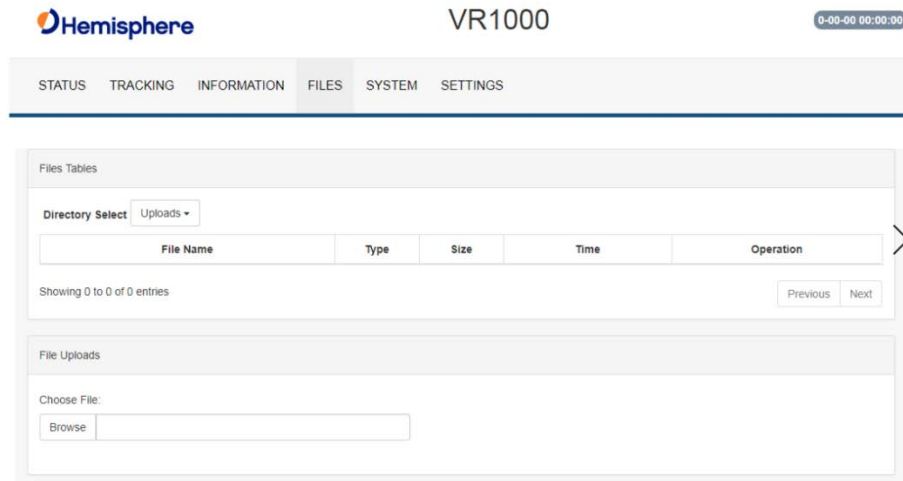 Hemisphere VR1000 0-00-00 00:00:00
STATUS TRACKING INFORMATION FILES SYSTEM SETTINGS
Files Tables
Directory Select Uploads
File Name Type Size Time Operation
Showing 0 to 0 of 0 entries Previous Next
File Uploads
Choose File:
Browse